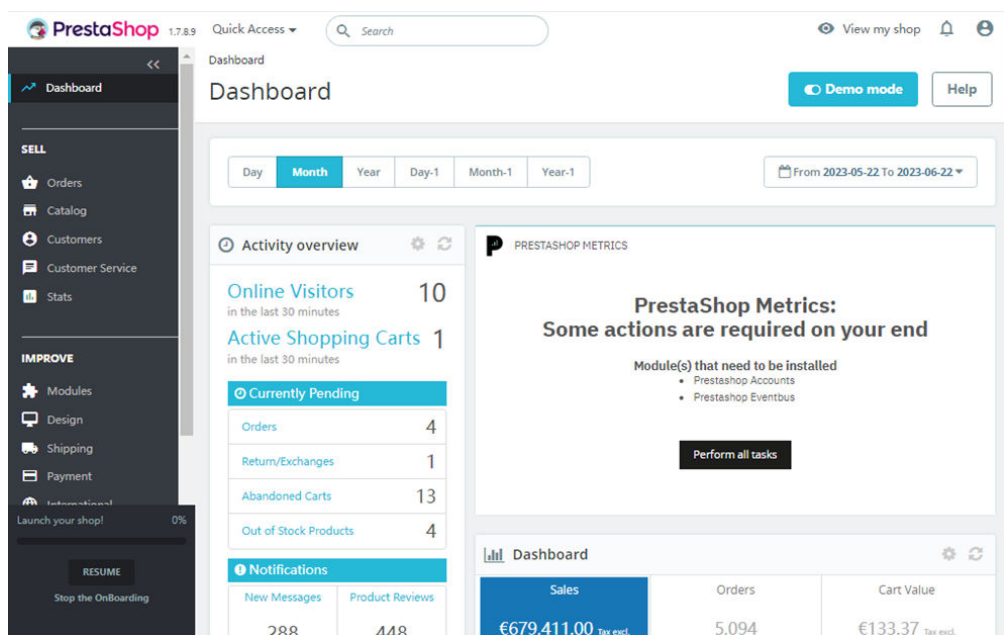 PrestaShop 1.7.8.9 Quick Access Search View my shop
Dashboard
Dashboard
Demo mode Help
Dashboard
SELL
Orders
Catalog
Customers
Customer Service
Stats
IMPROVE
Modules
Design
Shipping
Payment
International
Launch your shop! 0%
RESUME
Stop the OnBoarding
Day Month Year Day-1 Month-1 Year-1
From 2023-05-22 To 2023-06-22
Activity overview
Online Visitors 10
in the last 30 minutes
Active Shopping Carts 1
in the last 30 minutes
Currently Pending
Orders 4
Return/Exchanges 1
Abandoned Carts 13
Out of Stock Products 4
Notifications
New Messages Product Reviews
288 448
PRESTASHOP METRICS
PrestaShop Metrics:
Some actions are required on your end
Module(s) that need to be installed
Prestashop Accounts
Prestashop Eventbus
Perform all tasks
Dashboard
Sales Orders Cart Value
€679,411.00 Tax excl. 5,094 €133.37 Tax excl.